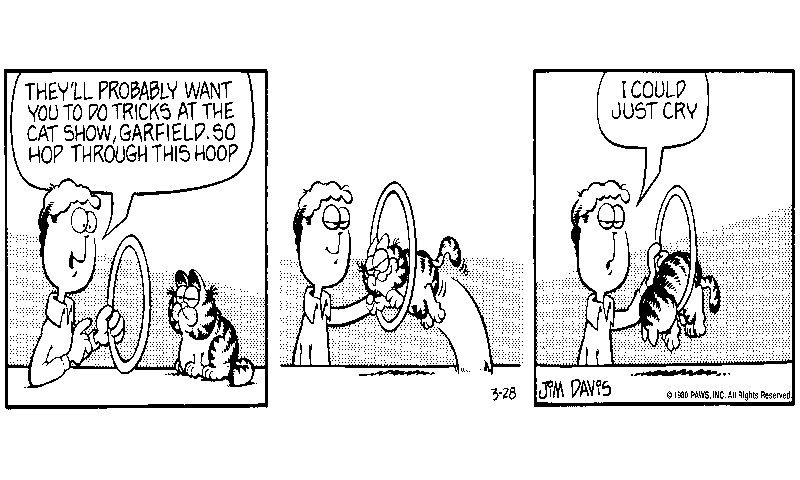 THEY'LL PROBABLY WANT
YOU TO DO TRICKS AT THE
CAT SHOW, GARFIELD. SO
HOP THROUGH THIS HOOP
3-28
I COULD
JUST CRY
JIM DAVIS
© 1980 PAWS, INC. All Rights Reserved.